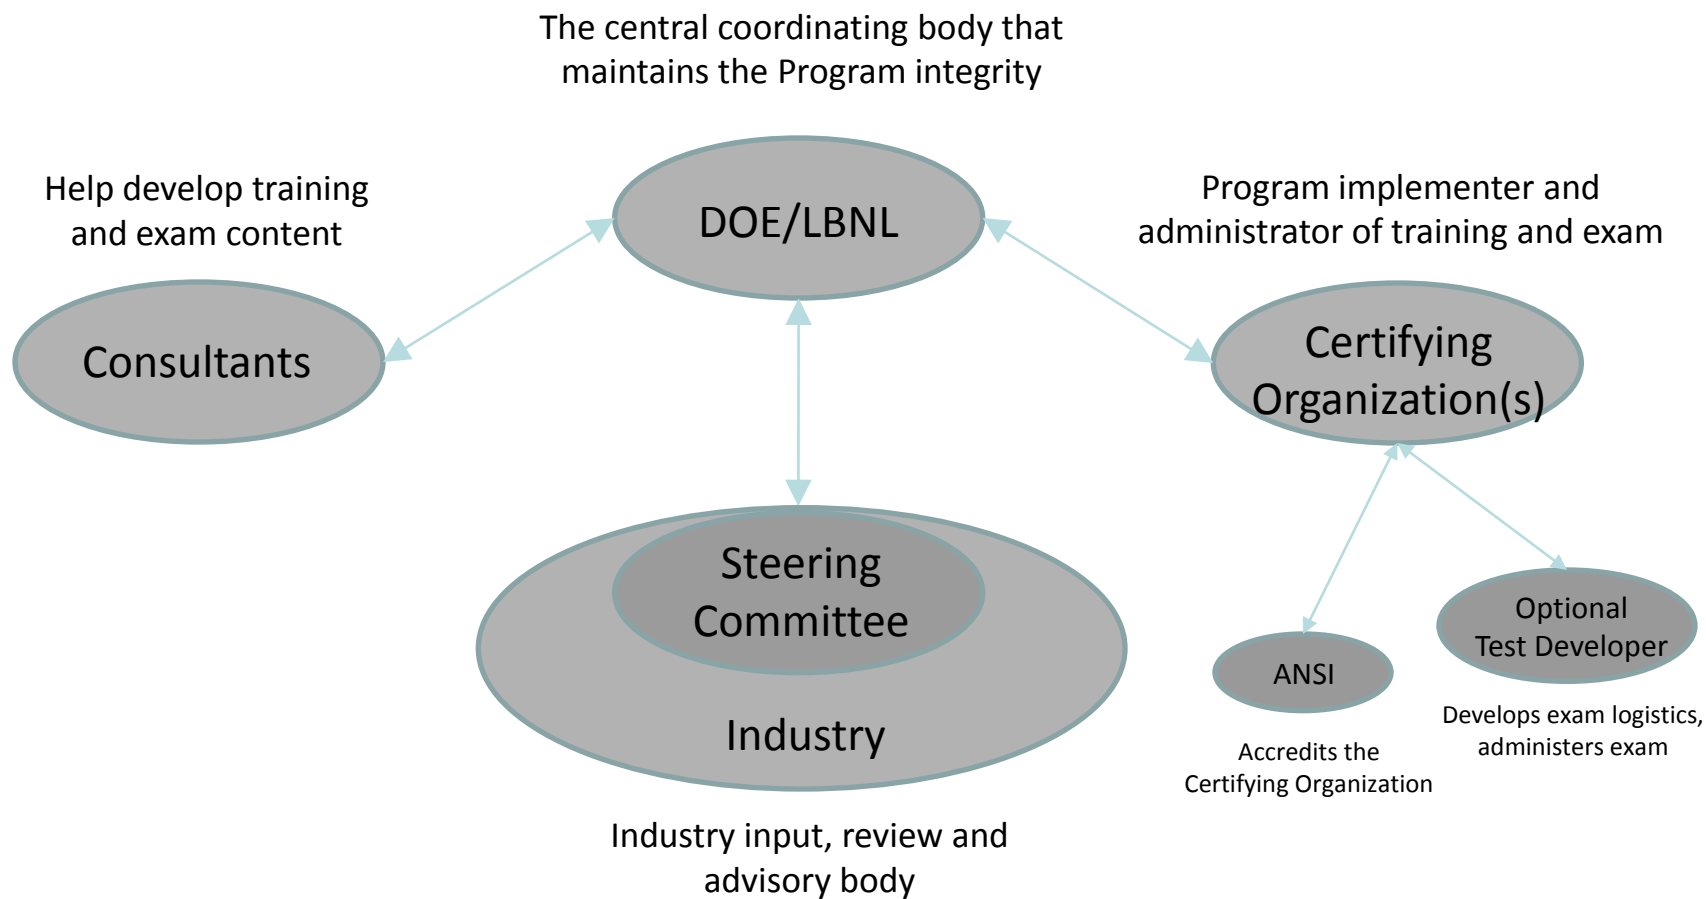 The central coordinating body that
maintains the Program integrity
Help develop training
and exam content
DOE/LBNL
Program implementer and
administrator of training and exam
Consultants
Certifying
Organization(s)
Steering
Committee
Industry
Optional
Test Developer
ANSI
Develops exam logistics,
administers exam
Accredits the
Certifying Organization
Industry input, review and
advisory body